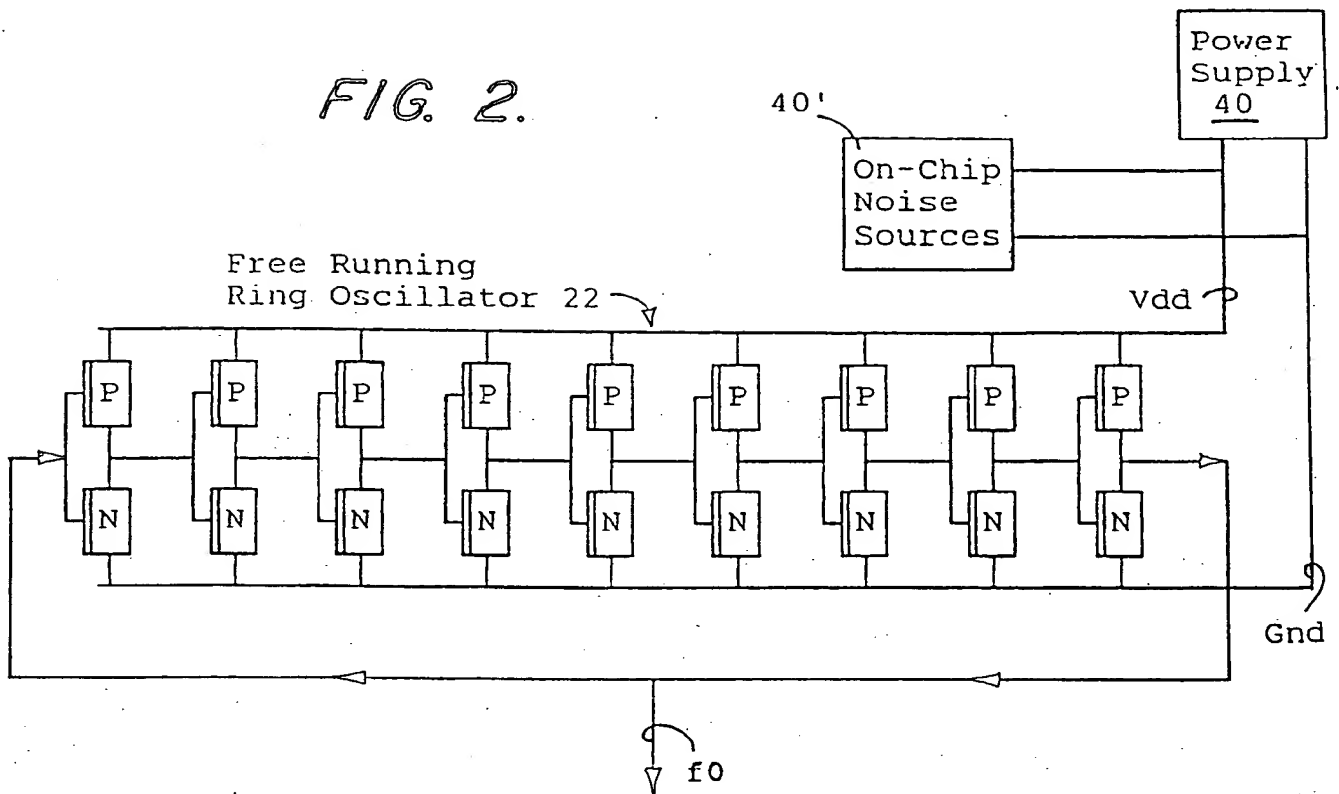 FIG. 2.
Power
Supply
40
40'
On-Chip
Noise
Sources
Free Running
Ring Oscillator 22
Vdd
P P P P P P P P P
N N N N N N N N N
Gnd
f0